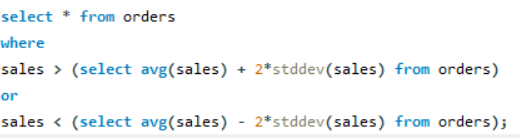 select * from orders
where
sales > (select avg(sales) + 2*stddev(sales) from orders)
or
sales < (select avg(sales) - 2*stddev(sales) from orders);